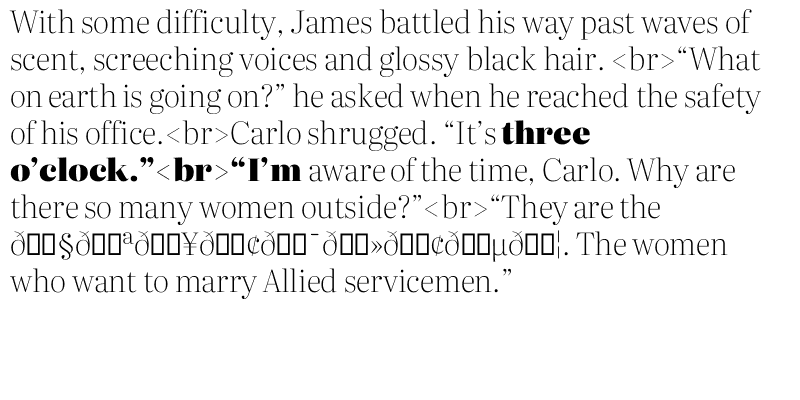 With some difficulty, James battled his way past waves of
scent, screeching voices and glossy black hair. <br>“What
on earth is going on?” he asked when he reached the safety
of his office.<br>Carlo shrugged. “It’s three
o’clock.”<br>“I’m aware of the time, Carlo. Why are
there so many women outside?”<br>“They are the
ð▯▯§ð▯▯ªð▯▯¥ð▯▯¢ð▯▯¯ð▯▯»ð▯▯¢ð▯▯µð▯▯¦. The women
who want to marry Allied servicemen.”